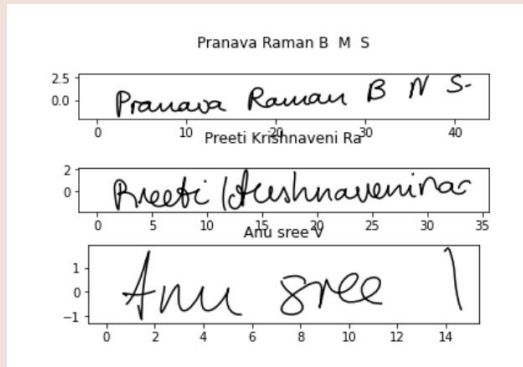 Pranava Raman B M S
2.5
0.0
Pranava Raman B M S.
0 10 20 30 40
Preeti Krishnaveni Ra
2
0
Preeti Krishnaveni Ra
0 5 10 15 20 25 30 35
Anu sree V
1
0
-1
Anu sree
0 2 4 6 8 10 12 14